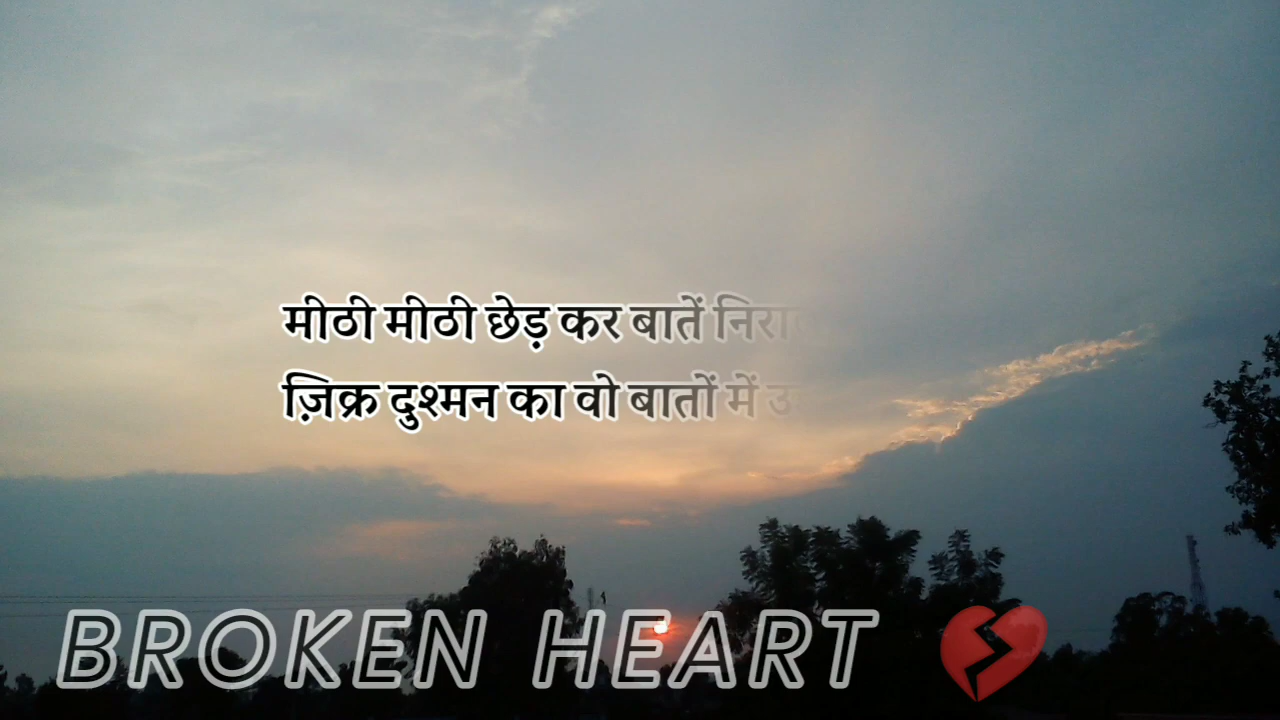 मीठी मीठी छेड़ कर बातें
ज़िक्र दुश्मन का वो बातों में
BROKEN HEART